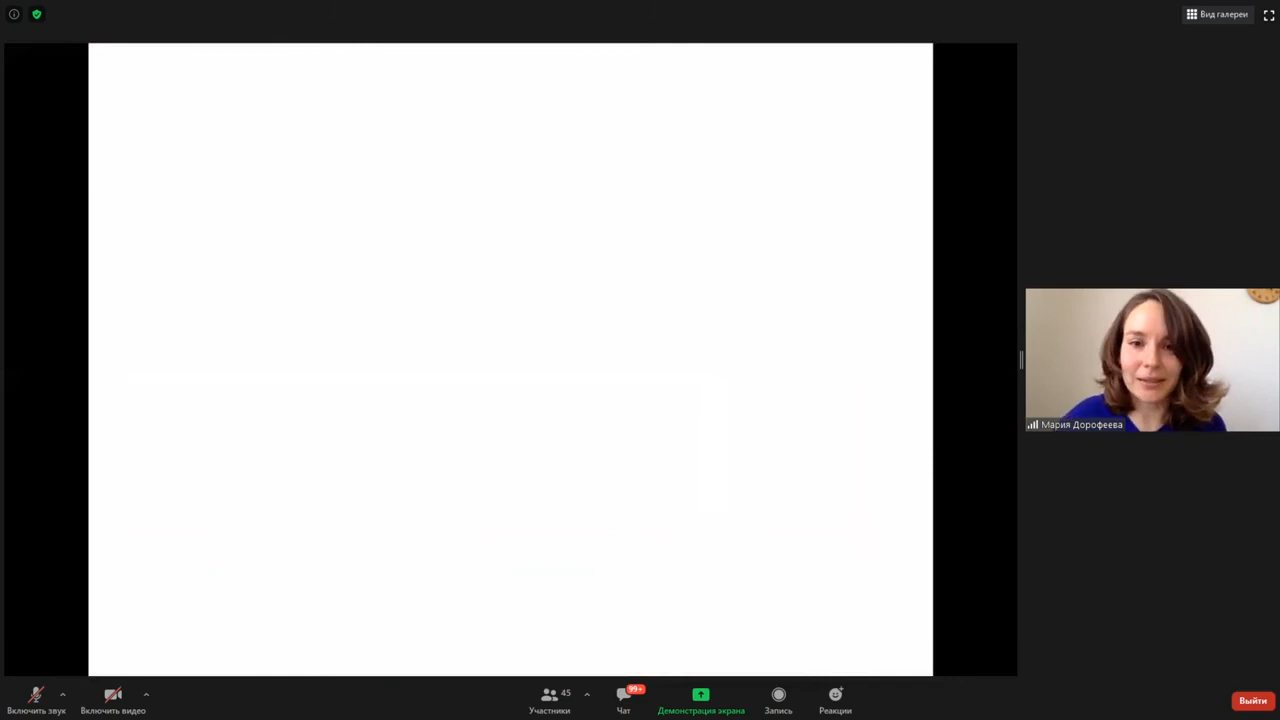 Вид галереи
Мария Дорофеева
Включить звук
Включить видео
45
Участники
99+
Чат
Демонстрация экрана
Запись
Реакции
Выйти